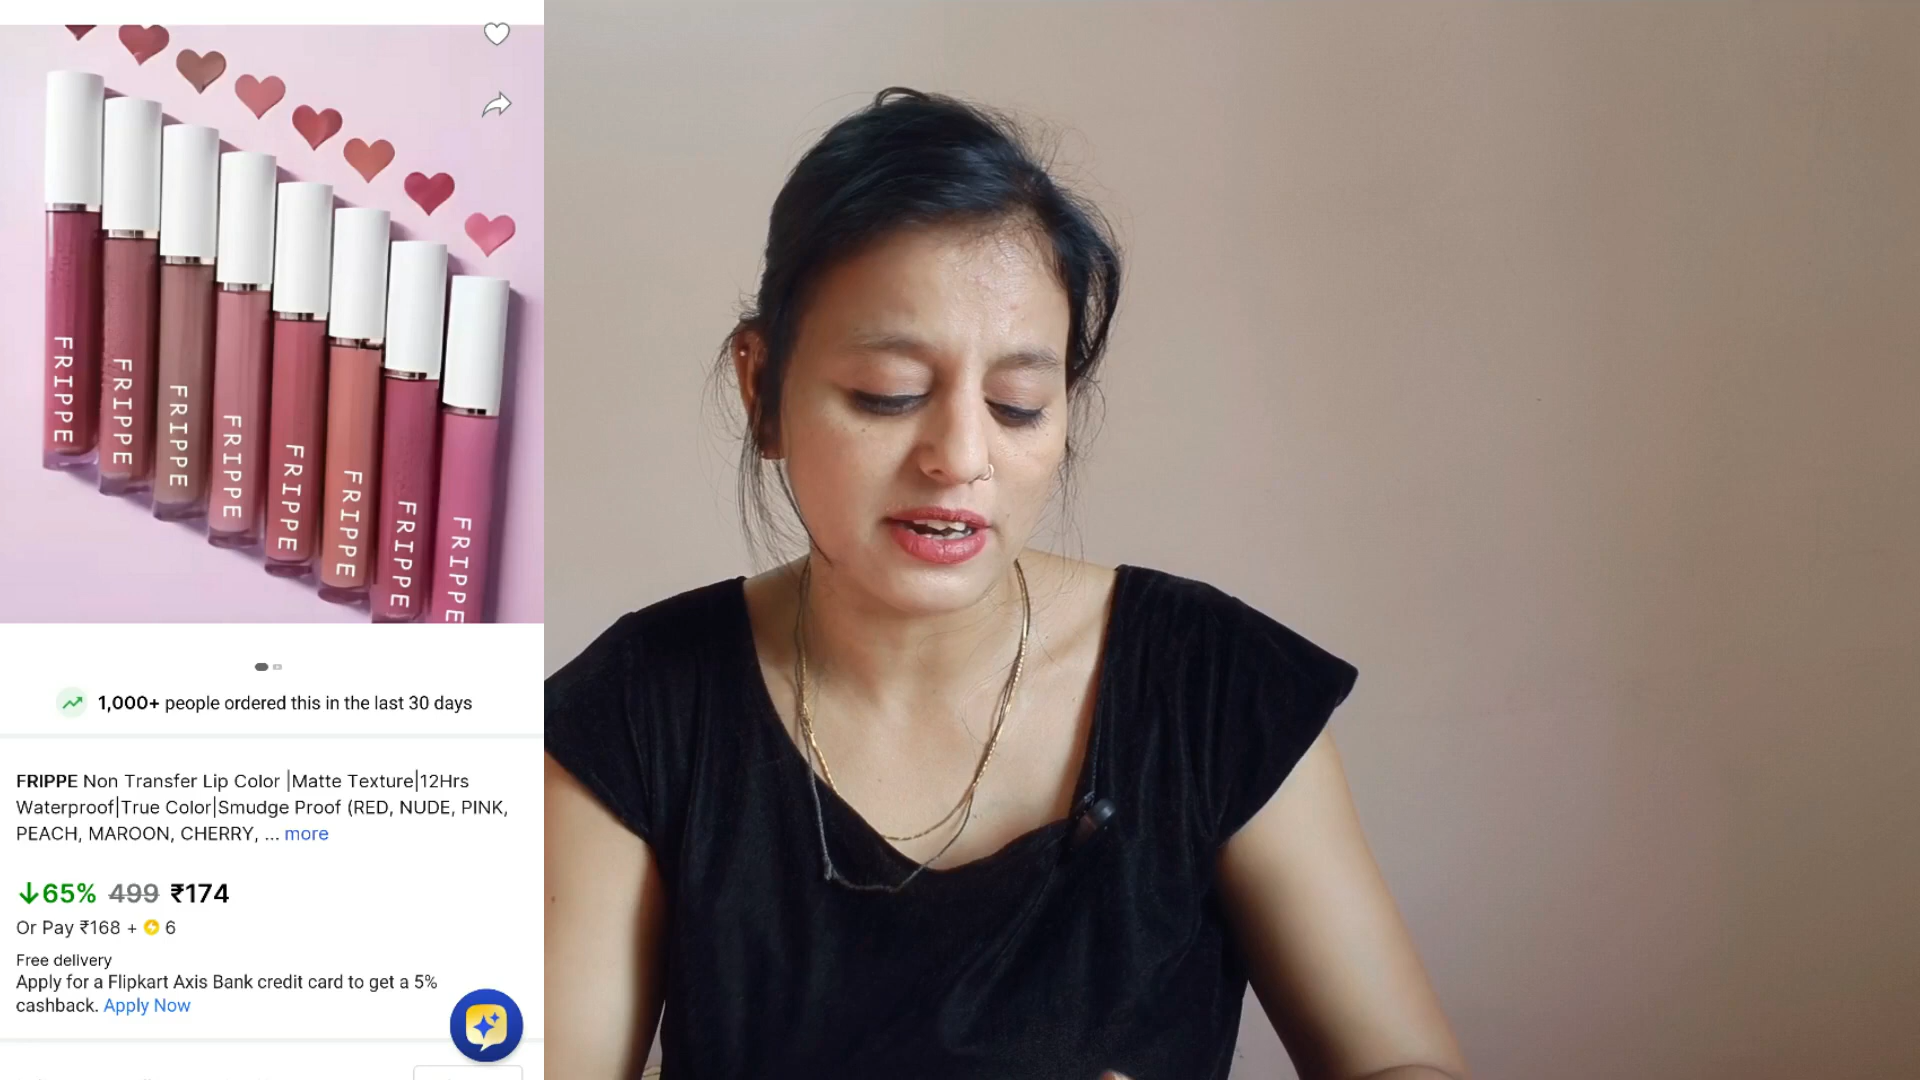 FRIPPE
FRIPPE
FRIPPE
FRIPPE
FRIPPE
FRIPPE
FRIPPE
FRIPPE
1,000+ people ordered this in the last 30 days
FRIPPE Non Transfer Lip Color |Matte Texture|12Hrs
Waterproof|True Color|Smudge Proof (RED, NUDE, PINK,
PEACH, MAROON, CHERRY, ... more
↓65% 499 ₹174
Or Pay ₹168 + 6
Free delivery
Apply for a Flipkart Axis Bank credit card to get a 5%
cashback. Apply Now